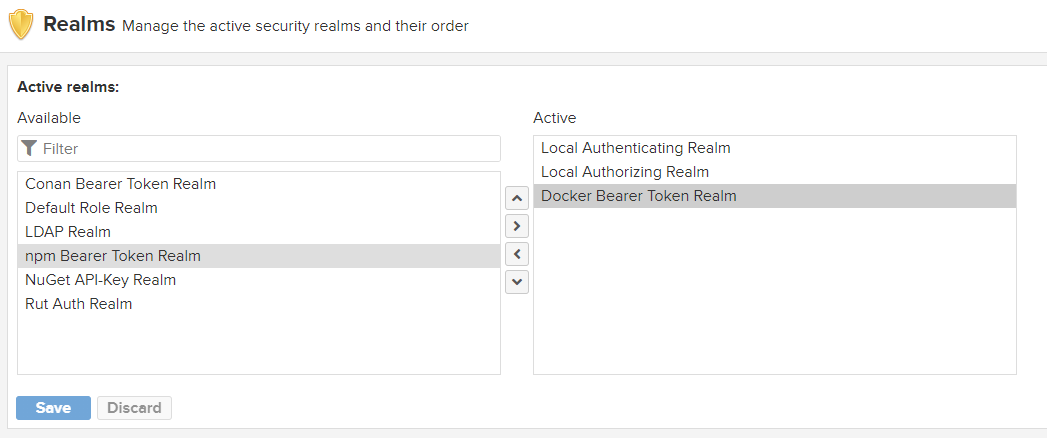 Realms Manage the active security realms and their order
Active realms:
Available
Filter
Conan Bearer Token Realm
Default Role Realm
LDAP Realm
npm Bearer Token Realm
NuGet API-Key Realm
Rut Auth Realm
Active
Local Authenticating Realm
Local Authorizing Realm
Docker Bearer Token Realm
Save Discard